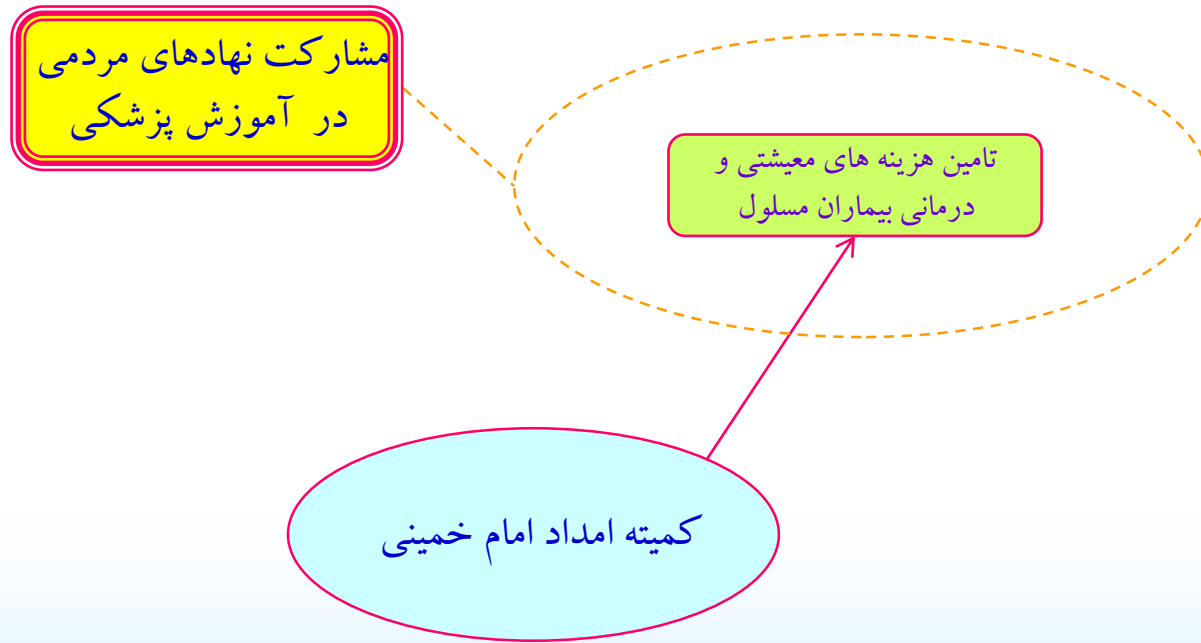 مشارکت نهادهای مردمی
در آموزش پزشکی
تامین هزینه های معیشتی و
درمانی بیماران مسلول
کمیته امداد امام خمینی